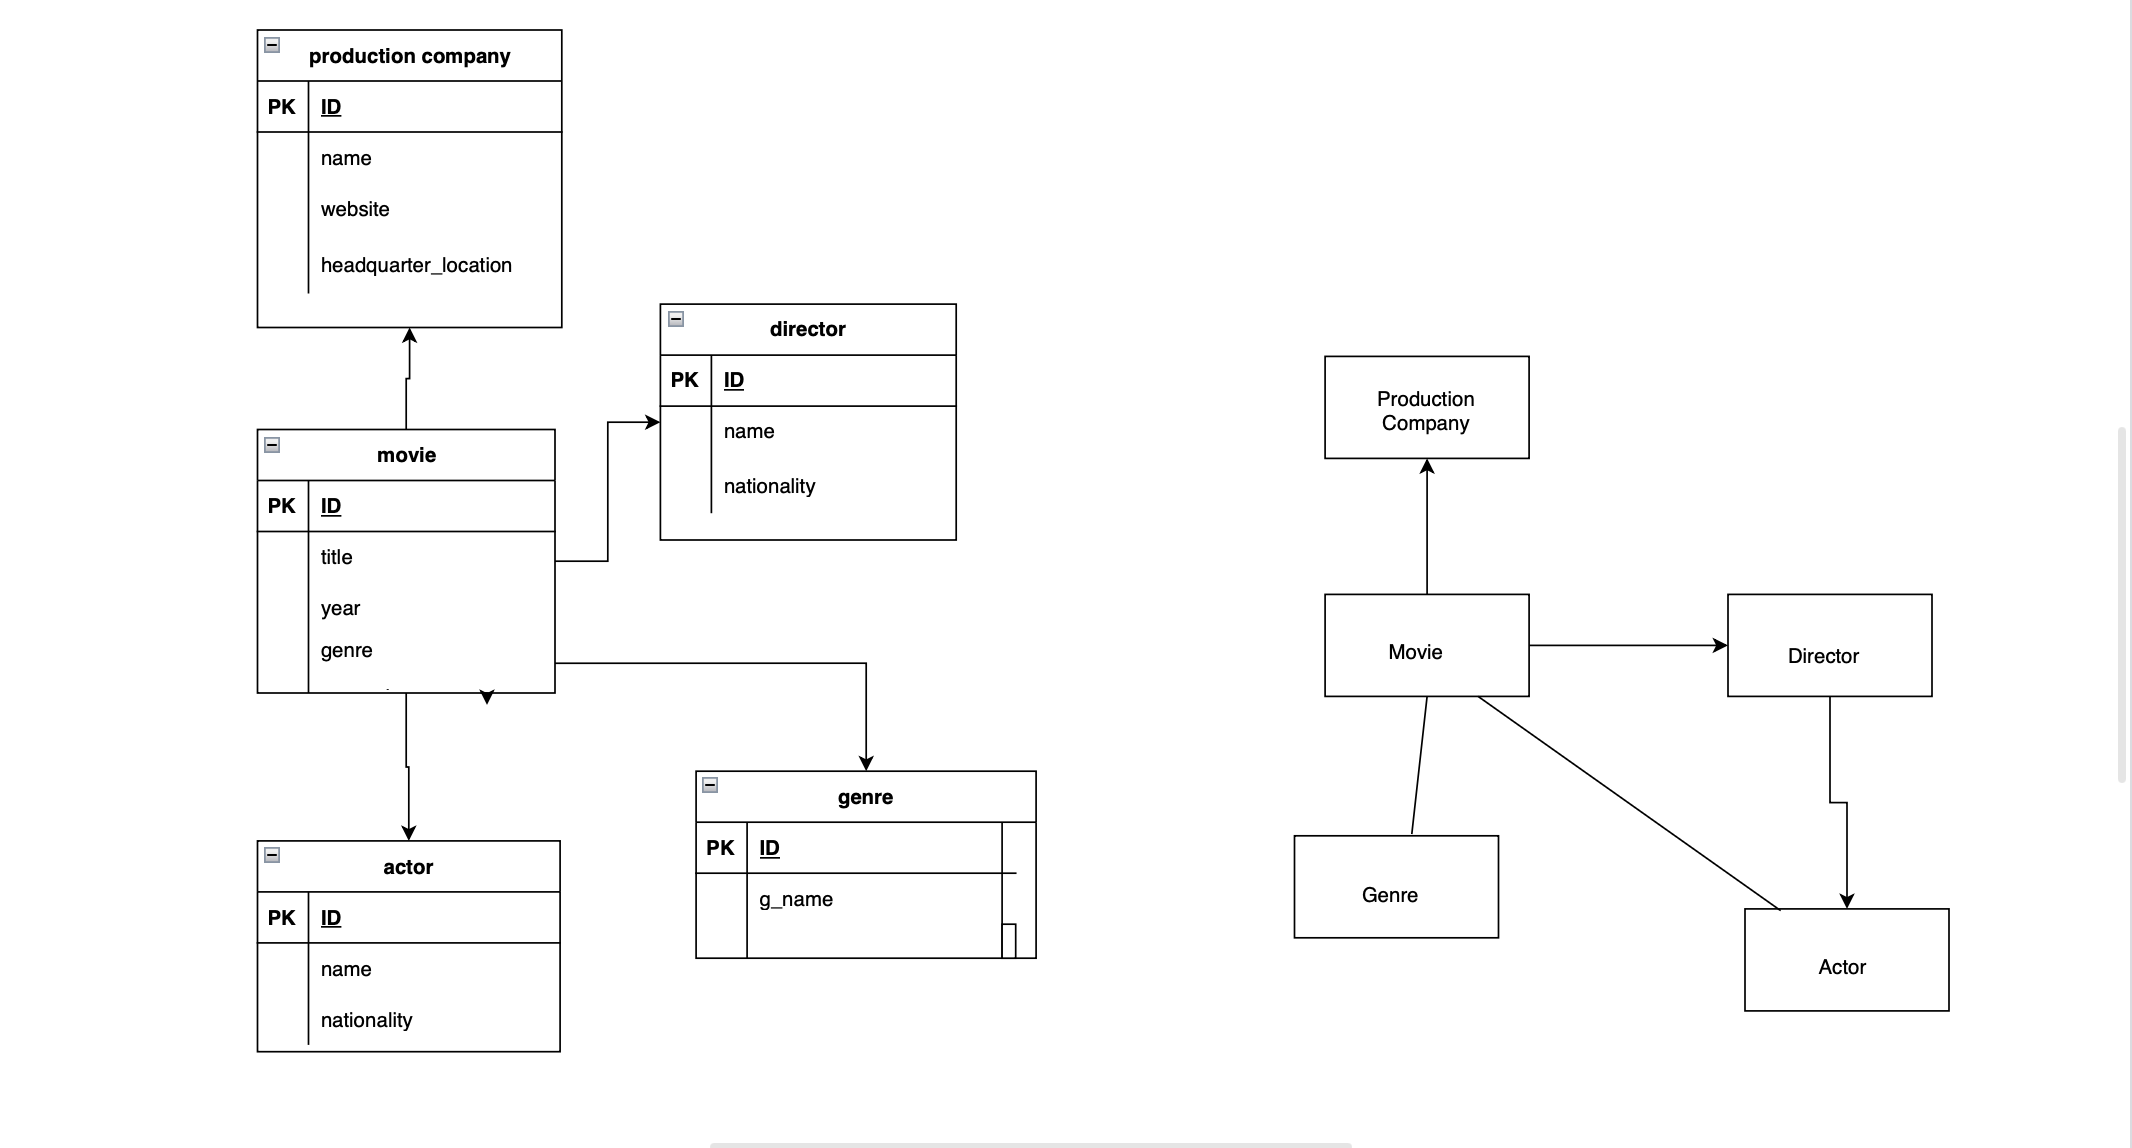 production company
PK ID
name
website
headquarter_location
director
PK ID
name
nationality
movie
PK ID
title
year
genre
genre
PK ID
g_name
actor
PK ID
name
nationality
Production
Company
Movie
Director
Genre
Actor